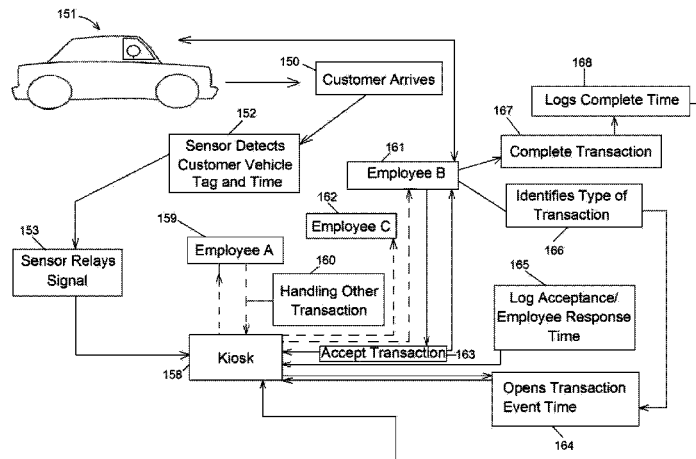 151
168
150
Customer Arrives
Logs Complete Time
167
152
161
Sensor Detects
Customer Vehicle
Tag and Time
Complete Transaction
Employee B
162
Identifies Type of
Transaction
159
153
Employee C
166
Employee A
160
165
Sensor Relays
Signal
Handling Other
Transaction
Log Acceptance/
Employee Response
Time
Kiosk
Accept Transaction
163
158
Opens Transaction
Event Time
164